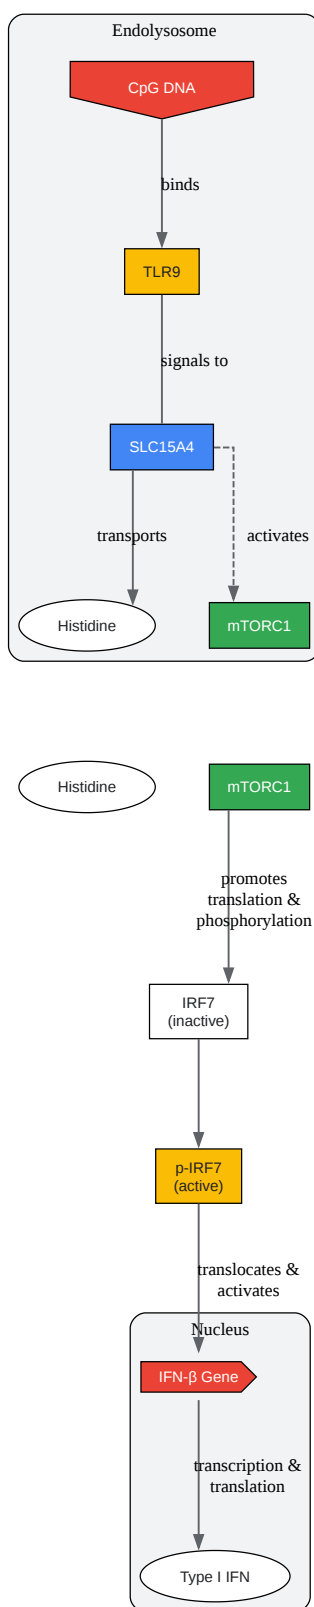 Endolysosome
CpG DNA
binds
TLR9
signals to
SLC15A4
transports
activates
Histidine
mTORC1
Histidine
mTORC1
promotes
translation &
phosphorylation
IRF7
(inactive)
p-IRF7
(active)
translocates &
activates
Nucleus
IFN-β Gene
transcription &
translation
Type I IFN